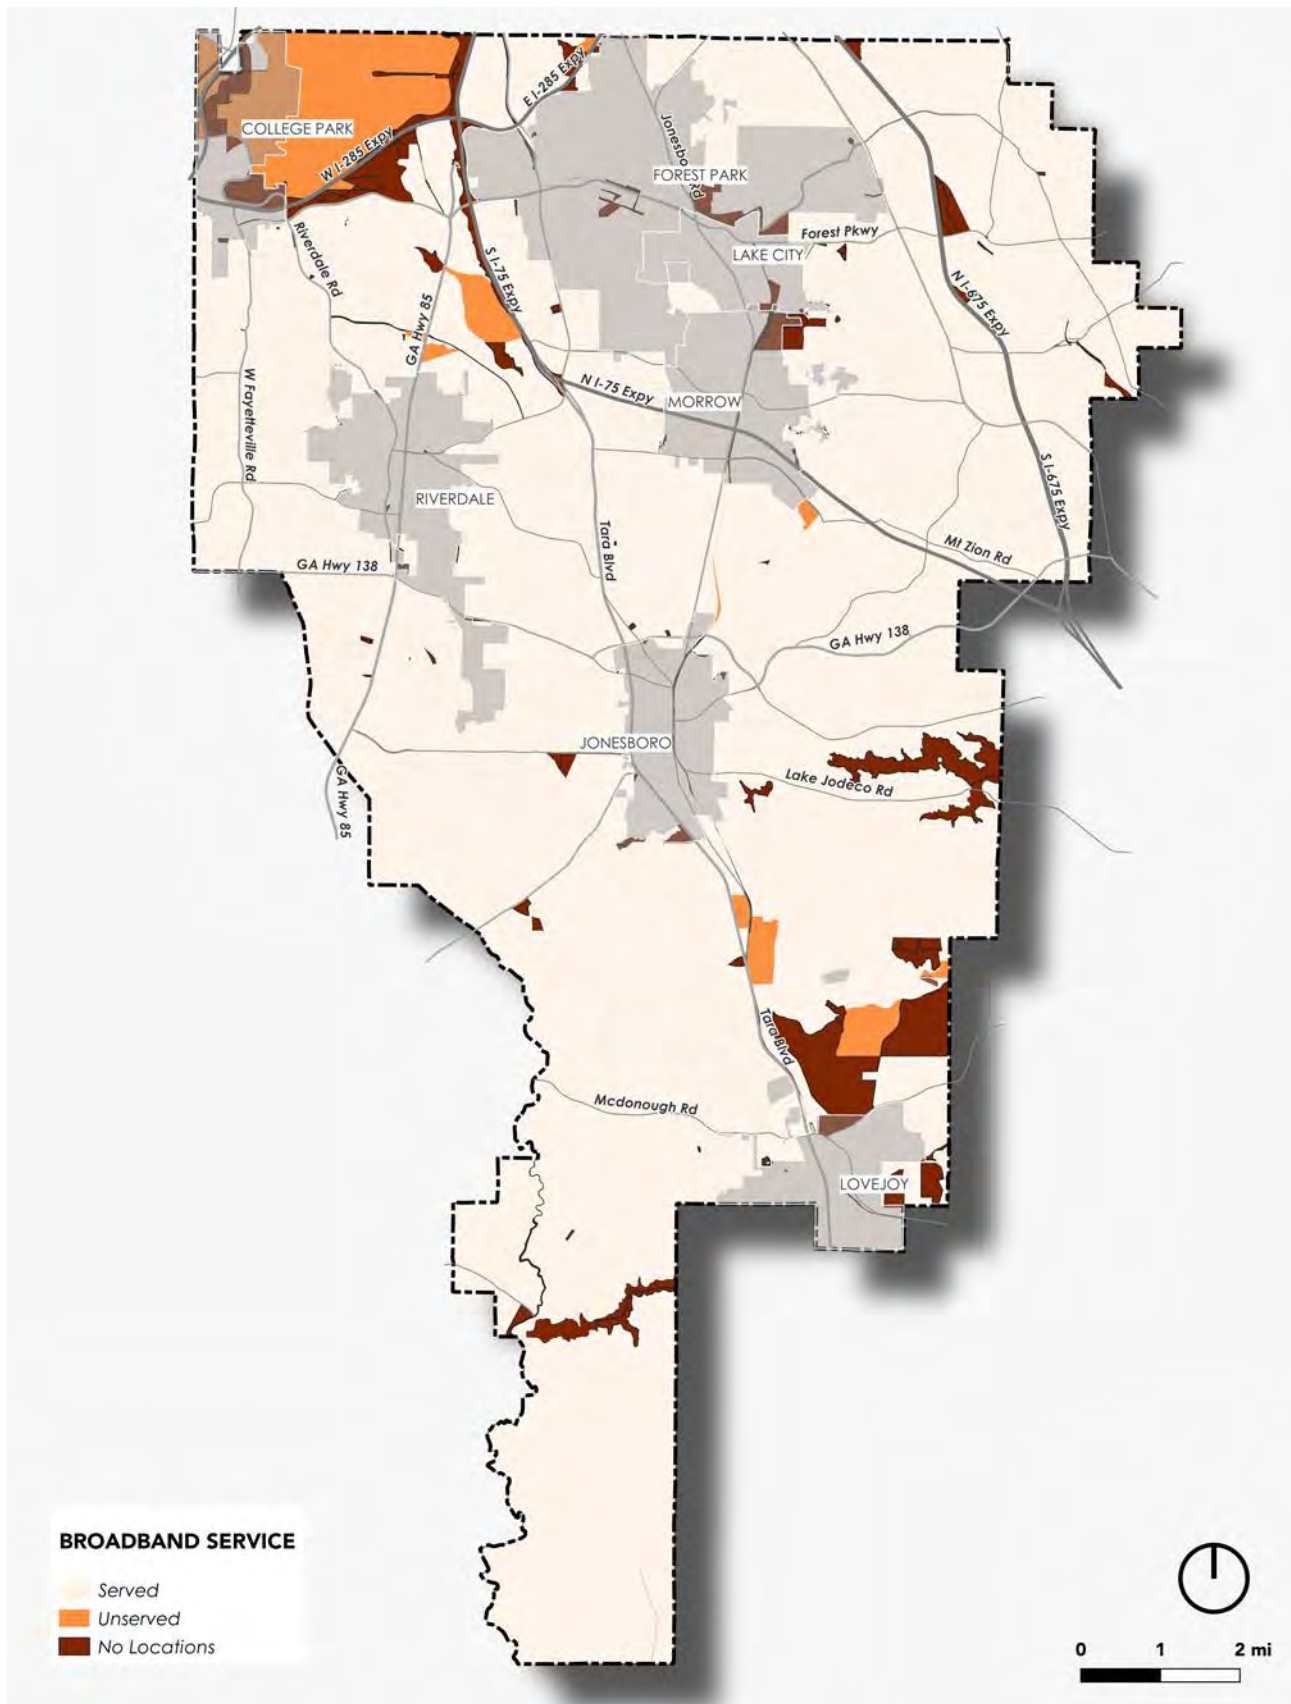 E I-285 Expy
COLLEGE PARK
W I-285 Expy
Jonesboro Rd
FOREST PARK
Forest Pkwy
LAKE CITY
Riverdale Rd
S I-75 Expy
GA Hwy 85
N I-675 Expy
W Fayetteville Rd
N I-75 Expy
MORROW
S I-675 Expy
RIVERDALE
Tara Blvd
Mt Zion Rd
GA Hwy 138
GA Hwy 138
JONESBORO
GA Hwy 85
Lake Jodeco Rd
Tara Blvd
Mcdonough Rd
LOVEJOY
BROADBAND SERVICE
Served
Unserved
No Locations
0 1 2 mi